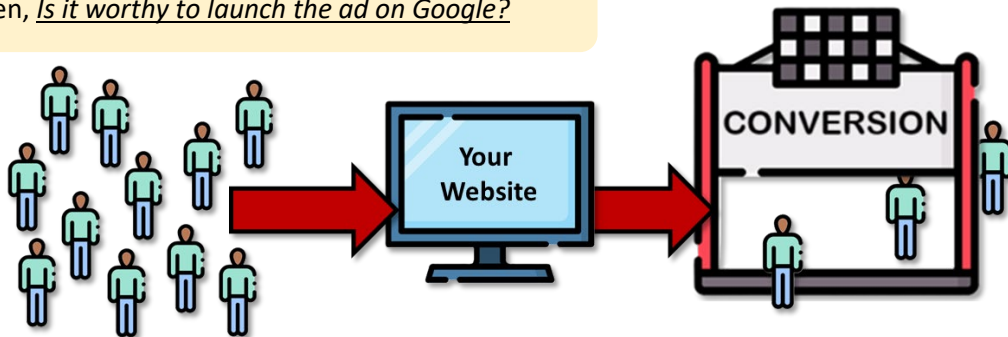 en, Is it worthy to launch the ad on Google?
Your
Website
CONVERSION